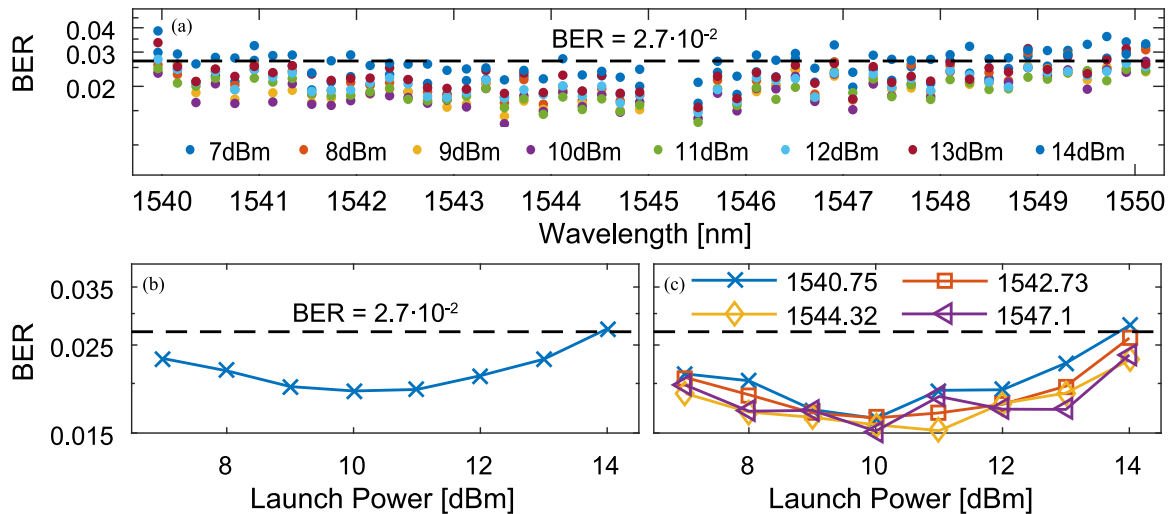 (a)
BER = 2.7·10-2
0.04
0.03
0.02
BER
7dBm 8dBm 9dBm 10dBm 11dBm 12dBm 13dBm 14dBm
1540 1541 1542 1543 1544 1545 1546 1547 1548 1549 1550
Wavelength [nm]
(b)
BER = 2.7·10-2
0.035
0.025
0.015
BER
8 10 12 14
Launch Power [dBm]
(c)
1540.75 1542.73
1544.32 1547.1
8 10 12 14
Launch Power [dBm]